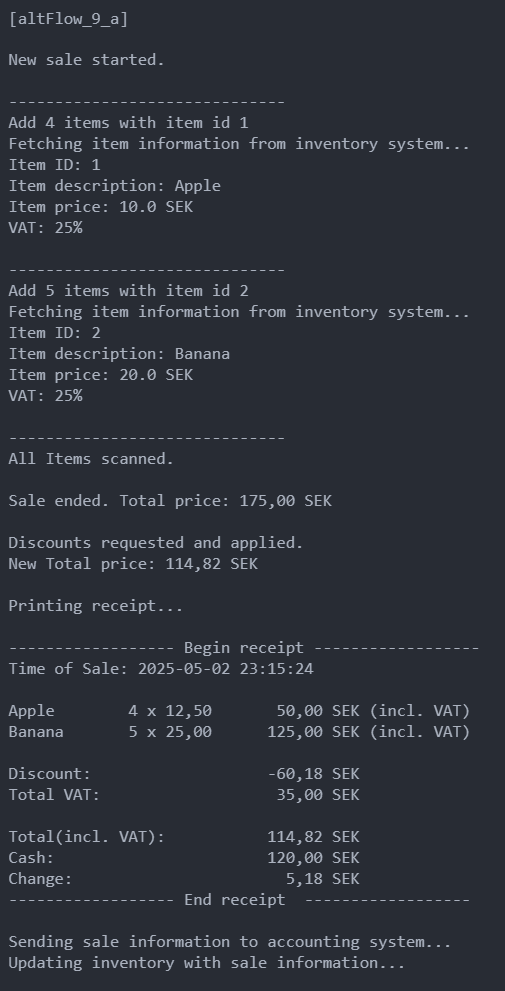 [altFlow_9_a]
New sale started.
------------------------------
Add 4 items with item id 1
Fetching item information from inventory system...
Item ID: 1
Item description: Apple
Item price: 10.0 SEK
VAT: 25%
------------------------------
Add 5 items with item id 2
Fetching item information from inventory system...
Item ID: 2
Item description: Banana
Item price: 20.0 SEK
VAT: 25%
------------------------------
All Items scanned.
Sale ended. Total price: 175,00 SEK
Discounts requested and applied.
New Total price: 114,82 SEK
Printing receipt...
------------------ Begin receipt ------------------
Time of Sale: 2025-05-02 23:15:24
Apple        4 x 12,50       50,00 SEK (incl. VAT)
Banana       5 x 25,00      125,00 SEK (incl. VAT)
Discount:                   -60,18 SEK
Total VAT:                   35,00 SEK
Total(incl. VAT):           114,82 SEK
Cash:                       120,00 SEK
Change:                       5,18 SEK
------------------ End receipt  ------------------
Sending sale information to accounting system...
Updating inventory with sale information...